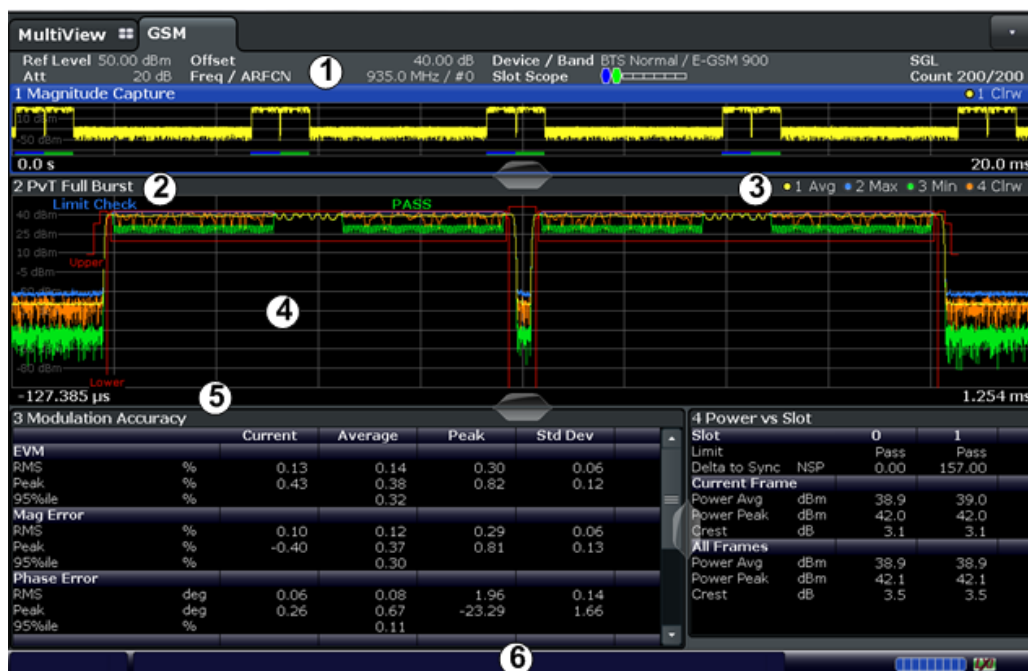 MultiView GSM
Ref Level 50.00 dBm Offset 40.00 dB Device / Band BTS Normal / E-GSM 900 SGL
Att 20 dB Freq / ARFCN 935.0 MHz / #0 Slot Scope Count 200/200
1
1 Magnitude Capture 1 Clrw
10 dBm
-50 dBm
0.0 s 20.0 ms
2 PvT Full Burst 2 3 1 Avg 2 Max 3 Min 4 Clrw
Limit Check PASS
40 dBm
25 dBm
10 dBm
Upper
-5 dBm
4
-80 dBm
Lower
-127.385 µs 1.254 ms
5
3 Modulation Accuracy
Current Average Peak Std Dev
EVM
RMS % 0.13 0.14 0.30 0.06
Peak % 0.43 0.38 0.82 0.12
95%ile % 0.32
Mag Error
RMS % 0.10 0.12 0.29 0.06
Peak % -0.40 0.37 0.81 0.13
95%ile % 0.30
Phase Error
RMS deg 0.06 0.08 1.96 0.14
Peak deg 0.26 0.67 -23.29 1.66
95%ile % 0.11
4 Power vs Slot
Slot 0 1
Limit Pass Pass
Delta to Sync NSP 0.00 157.00
Current Frame
Power Avg dBm 38.9 39.0
Power Peak dBm 42.0 42.0
Crest dB 3.1 3.1
All Frames
Power Avg dBm 38.9 38.9
Power Peak dBm 42.1 42.1
Crest dB 3.5 3.5
6